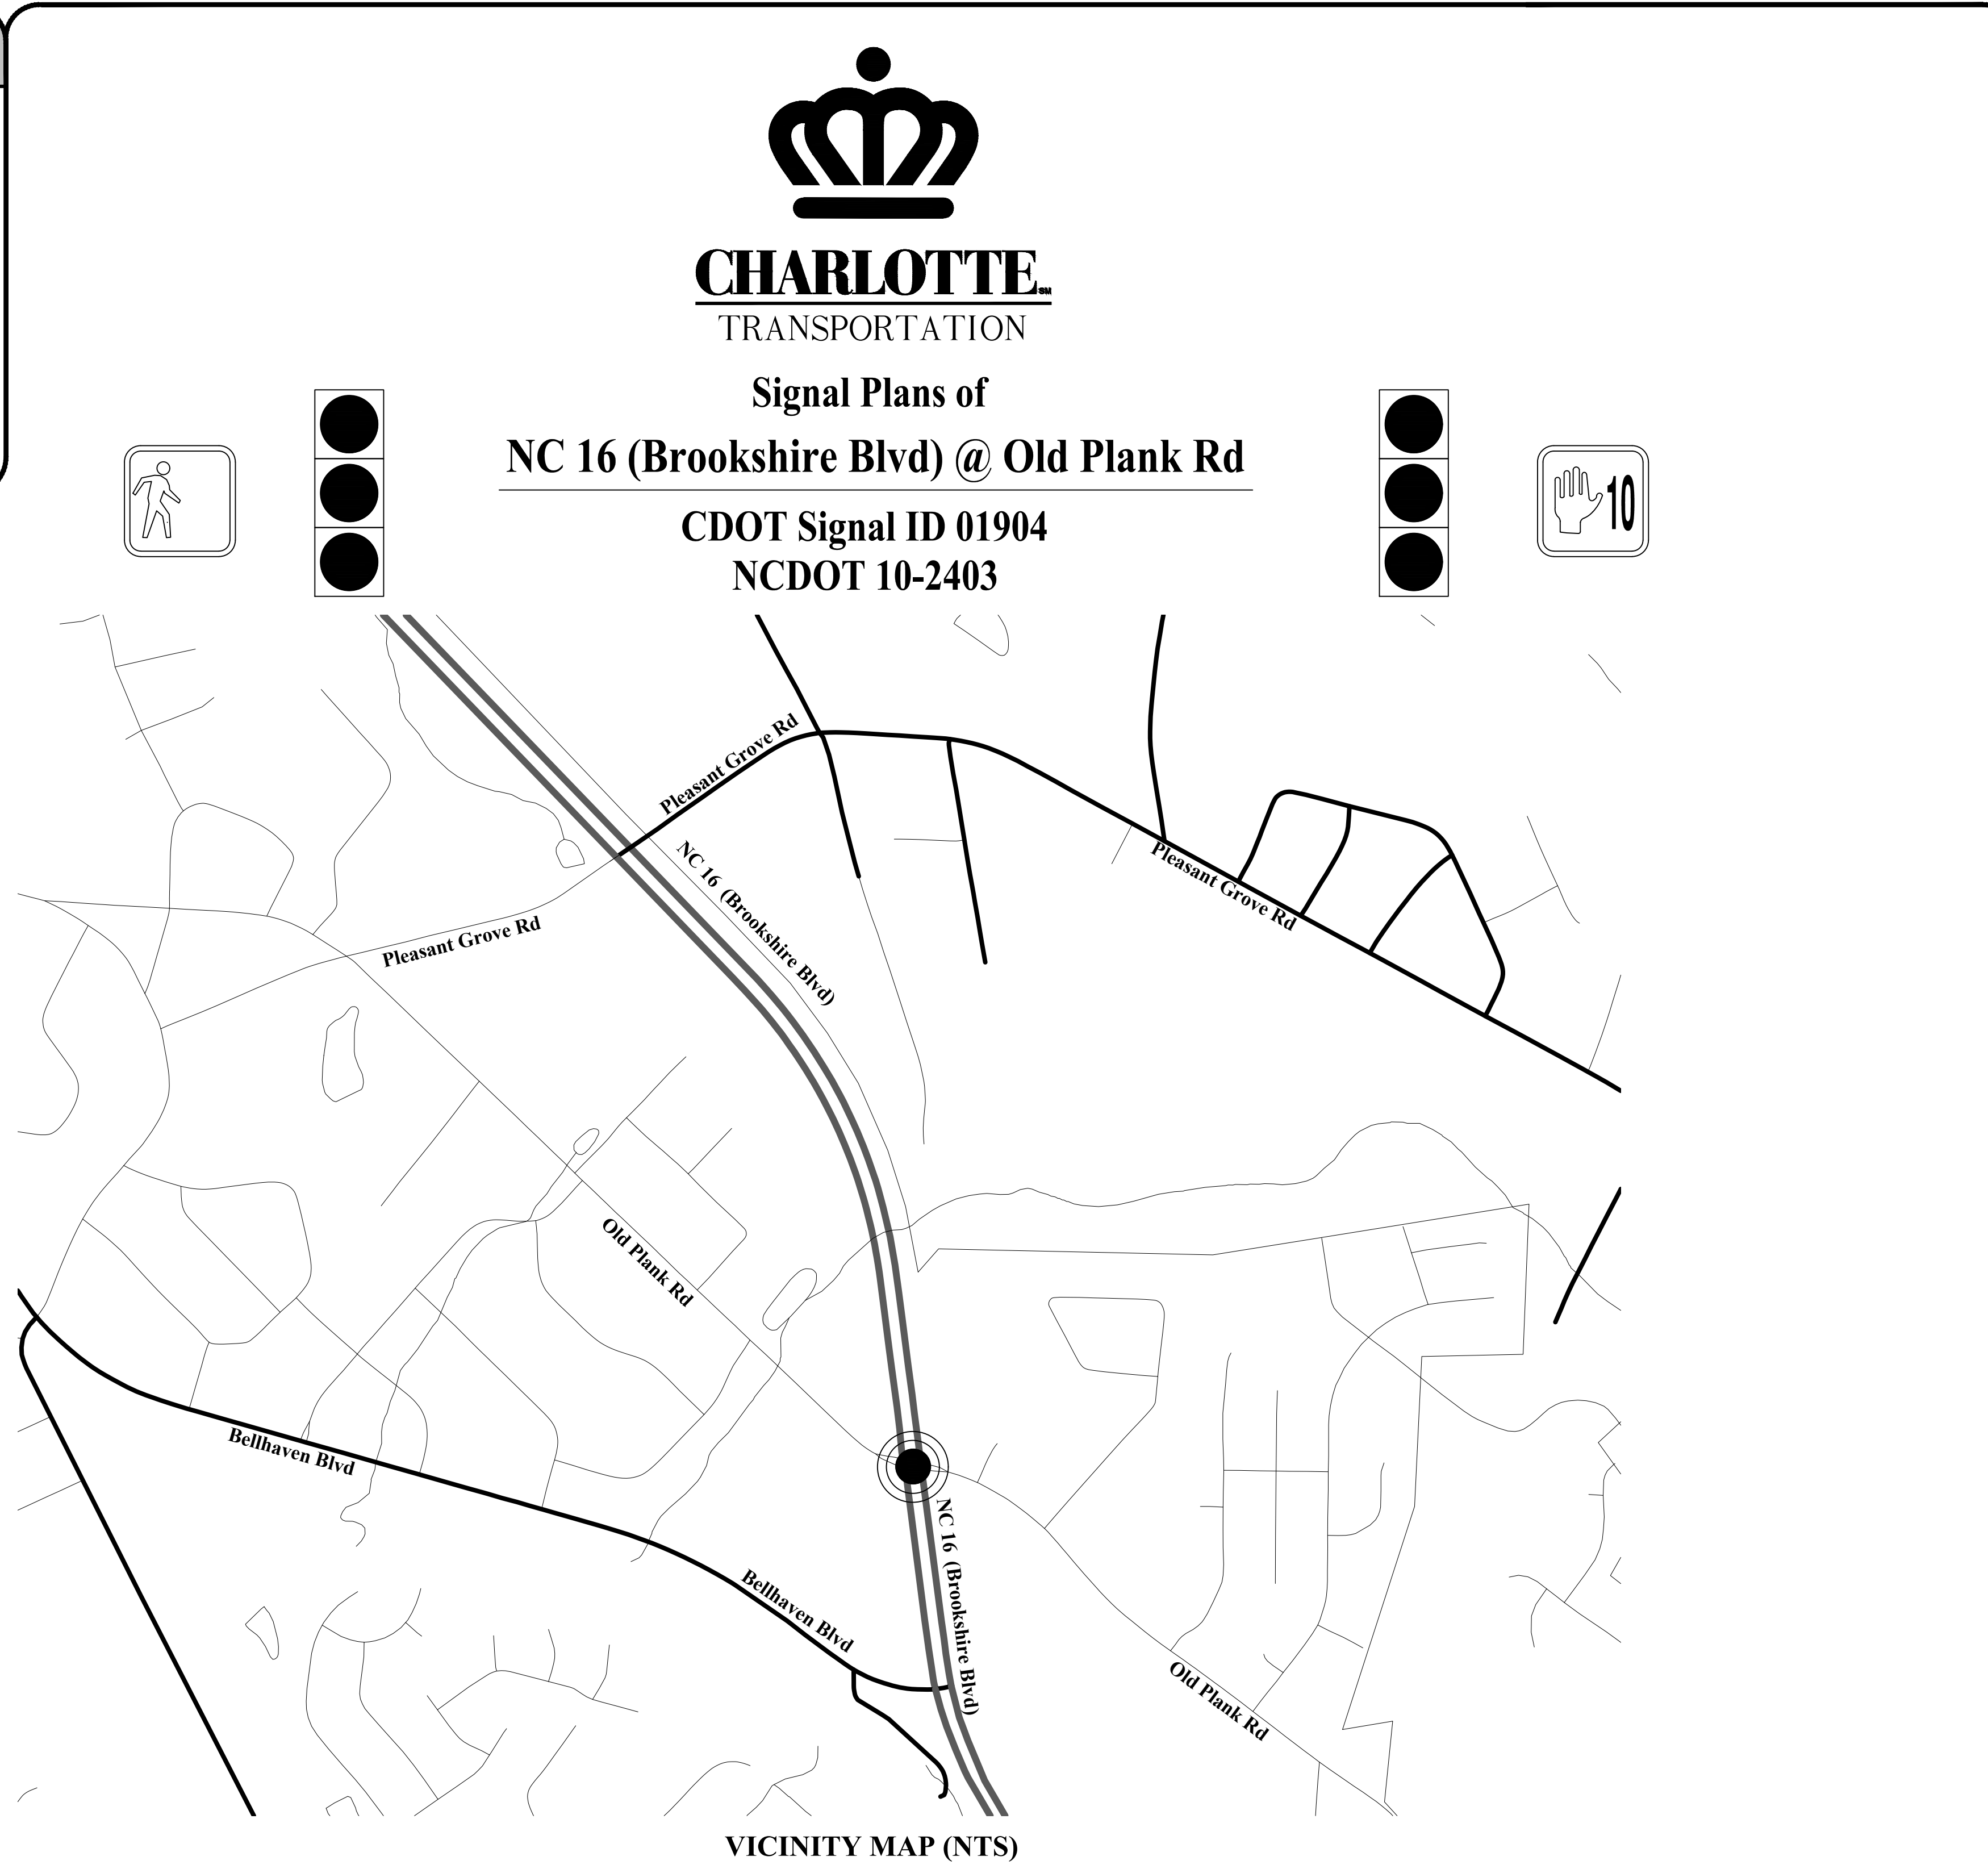 CHARLOTTE SM
TRANSPORTATION
Signal Plans of
NC 16 (Brookshire Blvd) @ Old Plank Rd
CDOT Signal ID 01904
NCDOT 10-2403
10
Pleasant Grove Rd
NC 16 (Brookshire Blvd)
Pleasant Grove Rd
Pleasant Grove Rd
Old Plank Rd
Bellhaven Blvd
NC 16 (Brookshire Blvd)
Bellhaven Blvd
Old Plank Rd
VICINITY MAP (NTS)